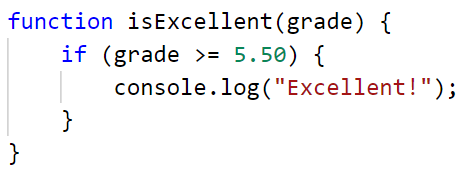 function isExcellent(grade) {
    if (grade >= 5.50) {
        console.log("Excellent!");
    }
}